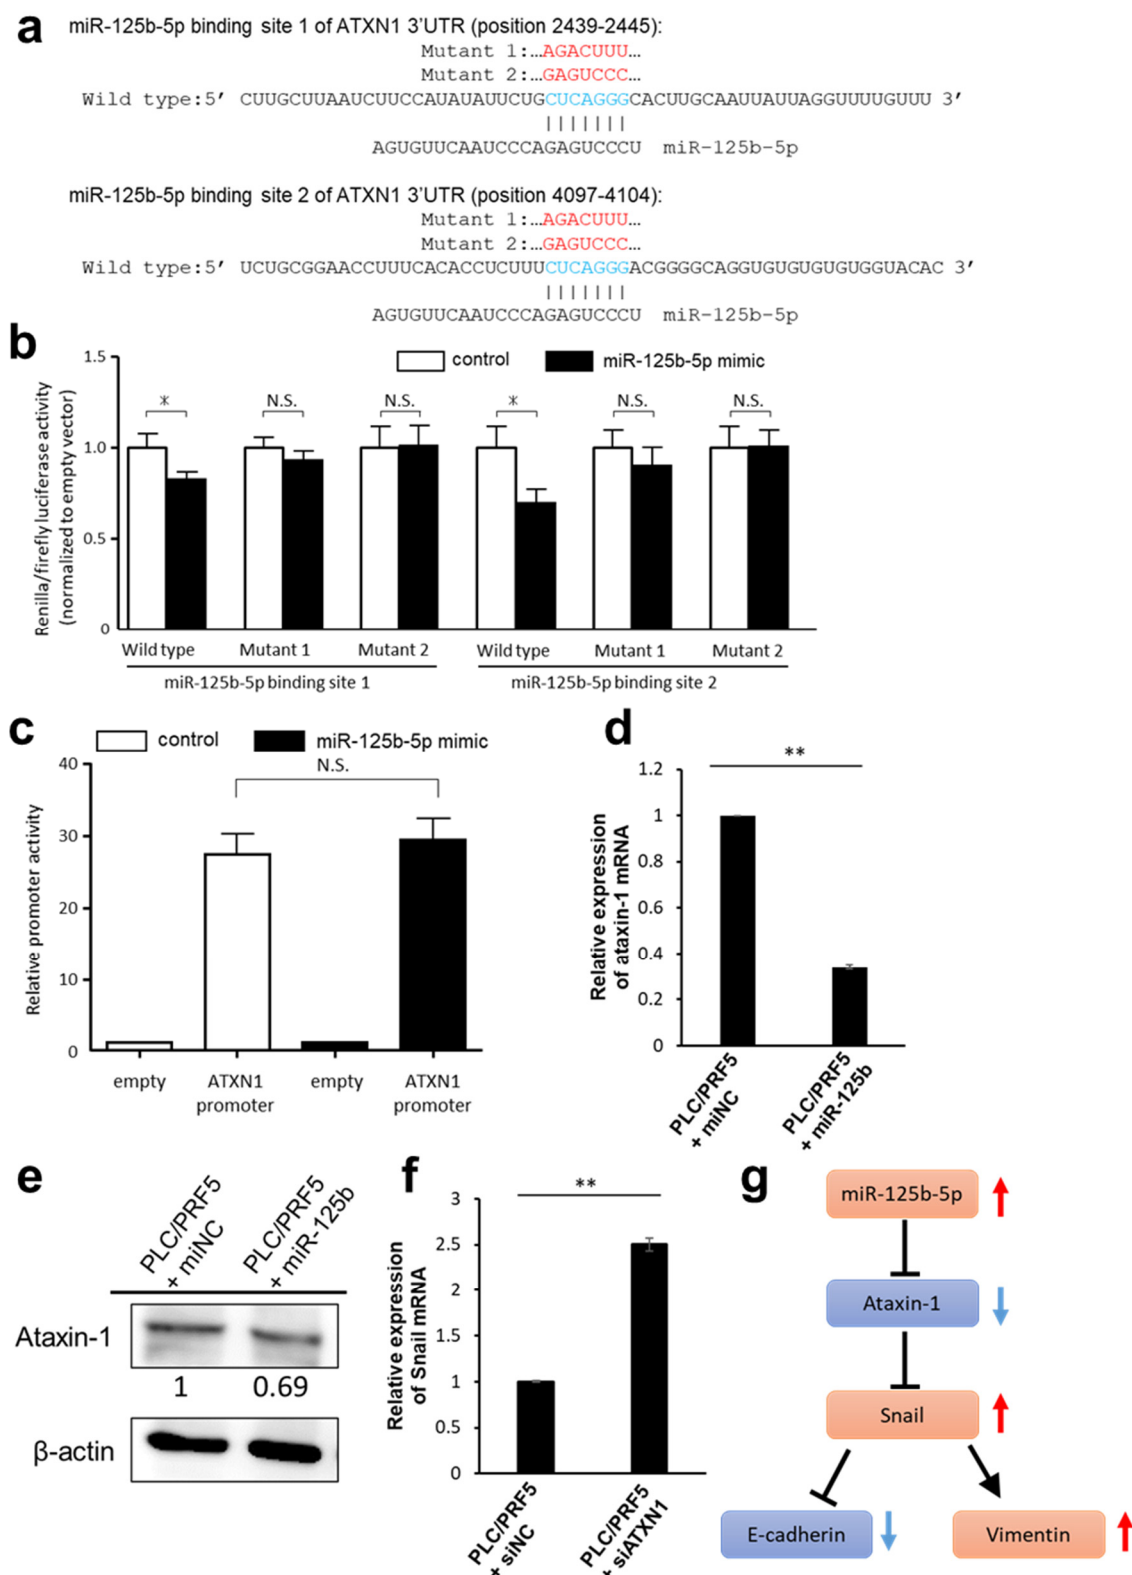 a
miR-125b-5p binding site 1 of ATXN1 3'UTR (position 2439-2445):
Mutant 1:…AGACUUU…
Mutant 2:…GAGUCCC…
Wild type:5' CUUGCUUAAUCUUCCAUAUAUUCUGCUCAGGGCACUUGCAAUUAUUAGGUUUUGUUU 3'
AGUGUUCAAUCCCAGAGUCCCU miR-125b-5p
miR-125b-5p binding site 2 of ATXN1 3'UTR (position 4097-4104):
Mutant 1:…AGACUUU…
Mutant 2:…GAGUCCC…
Wild type:5' UCUGCGGAACCUUUCACACCUCUUUCUCAGGGACGGGGCAGGUGUGUGUGUGGUACAC 3'
AGUGUUCAAUCCCAGAGUCCCU miR-125b-5p
b
control miR-125b-5p mimic
Renilla/firefly luciferase activity
(normalized to empty vector)
1.5
1.0
0.5
0
* N.S. N.S. * N.S. N.S.
Wild type Mutant 1 Mutant 2 Wild type Mutant 1 Mutant 2
miR-125b-5p binding site 1 miR-125b-5p binding site 2
c
control miR-125b-5p mimic
N.S.
Relative promoter activity
40
30
20
10
0
empty ATXN1 promoter empty ATXN1 promoter
d
**
Relative expression
of ataxin-1 mRNA
1.2
1
0.8
0.6
0.4
0.2
0
PLC/PRF5
+ miNC
PLC/PRF5
+ miR-125b
e
PLC/PRF5
+ miNC
PLC/PRF5
+ miR-125b
Ataxin-1
1 0.69
β-actin
f
**
Relative expression
of Snail mRNA
3
2.5
2
1.5
1
0.5
0
PLC/PRF5
+ siNC
PLC/PRF5
+ siATXN1
g
miR-125b-5p
Ataxin-1
Snail
E-cadherin Vimentin